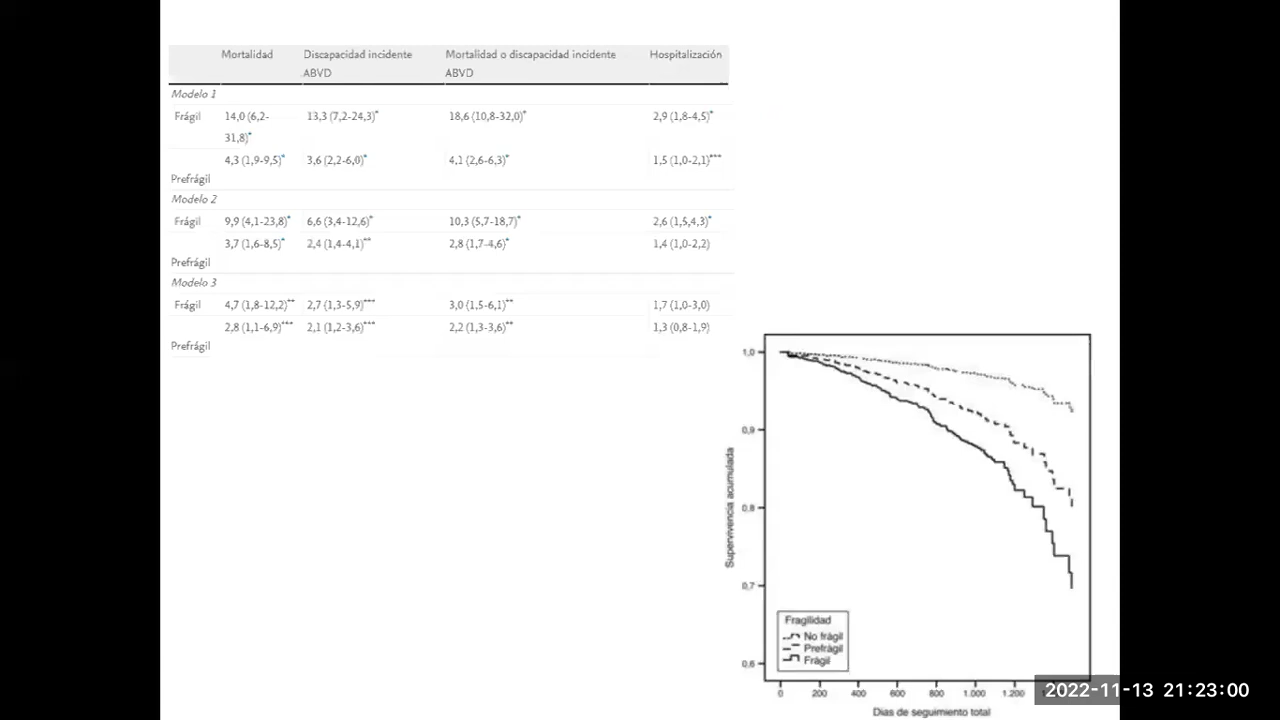 Mortalidad Discapacidad incidente Mortalidad o discapacidad incidente Hospitalización
ABVD ABVD
Modelo 1
Frágil 14,0 (6,2- 13,3 (7,2-24,3)* 18,6 (10,8-32,0)* 2,9 (1,8-4,5)*
31,8)*
4,3 (1,9-9,5)* 3,6 (2,2-6,0)* 4,1 (2,6-6,3)* 1,5 (1,0-2,1)***
Prefrágil
Modelo 2
Frágil 9,9 (4,1-23,8)* 6,6 (3,4-12,6)* 10,3 (5,7-18,7)* 2,6 (1,5,4,3)*
3,7 (1,6-8,5)* 2,4 (1,4-4,1)** 2,8 (1,7-4,6)* 1,4 (1,0-2,2)
Prefrágil
Modelo 3
Frágil 4,7 (1,8-12,2)** 2,7 (1,3-5,9)*** 3,0 (1,5-6,1)** 1,7 (1,0-3,0)
2,8 (1,1-6,9)*** 2,1 (1,2-3,6)*** 2,2 (1,3-3,6)** 1,3 (0,8-1,9)
Prefrágil
1,0
0,9
0,8
0,7
0,6
Supervivencia acumulada
Fragilidad
No frágil
Prefrágil
Frágil
0 200 400 600 800 1.000 1.200
Días de seguimiento total
2022-11-13 21:23:00